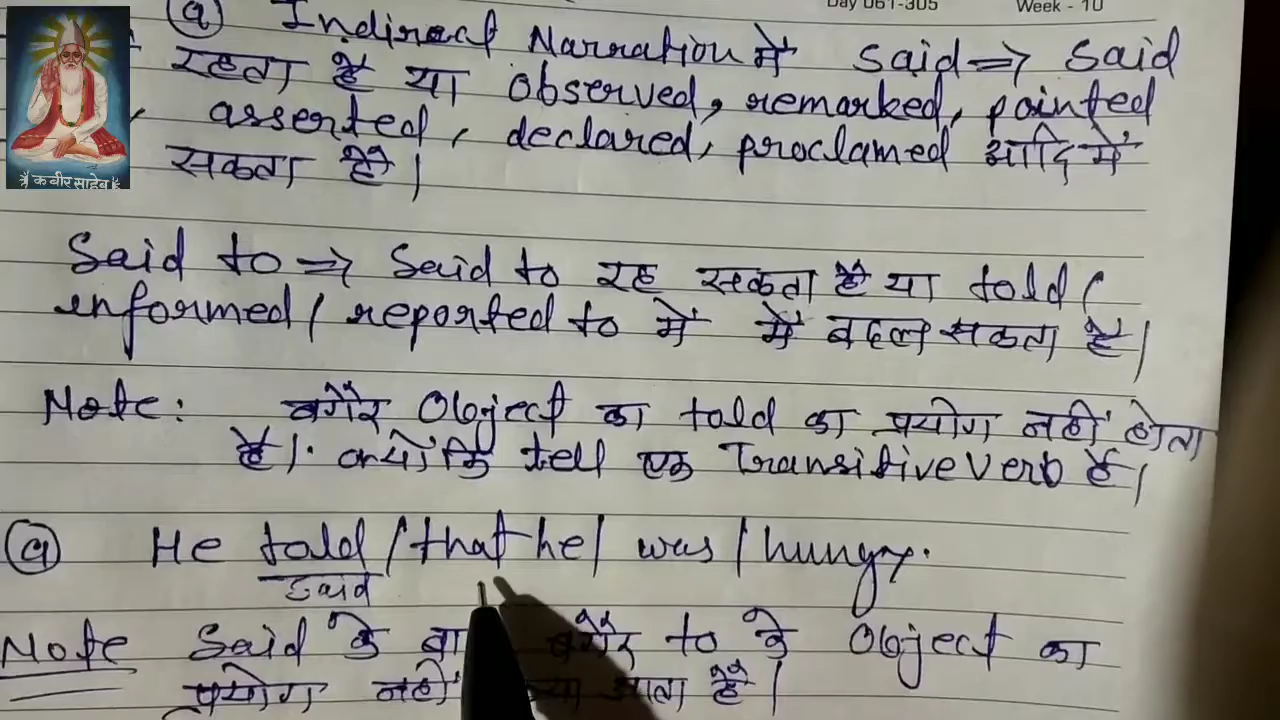 Day 061-305 Week - 10
(a) Indirect Narration में said ⇒ said
रहता है या observed, remarked, pointed
, asserted, declared, proclamed आदि में
सकता है।
ॐ कबीर साहेब ॐ
Said to ⇒ Said to रह सकता है या told /
informed / reported to में में बदल सकता है।
Note: बगैर Object का told का प्रयोग नहीं होता
है। क्योंकि tell एक Transitive verb है।
(a) He told / that he / was / hungry.
said
Note Said के बा बगैर to के Object का
प्रयोग नहीं जाता है।